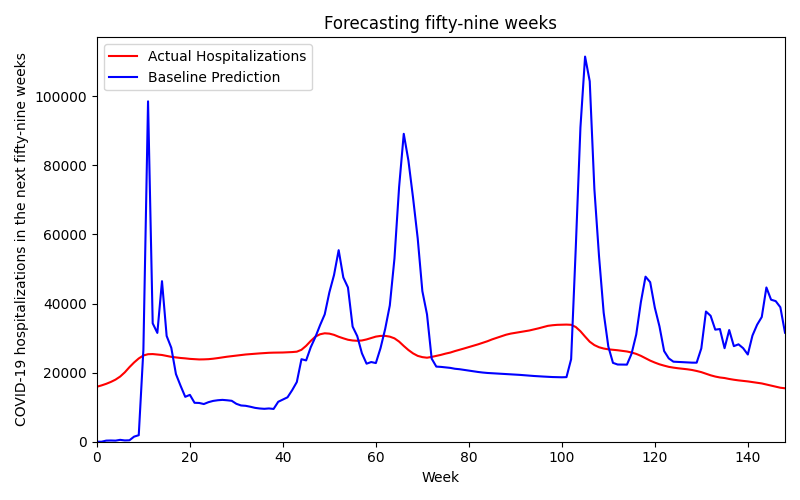 Forecasting fifty-nine weeks
Actual Hospitalizations
Baseline Prediction
COVID-19 hospitalizations in the next fifty-nine weeks
100000
80000
60000
40000
20000
0
0 20 40 60 80 100 120 140
Week